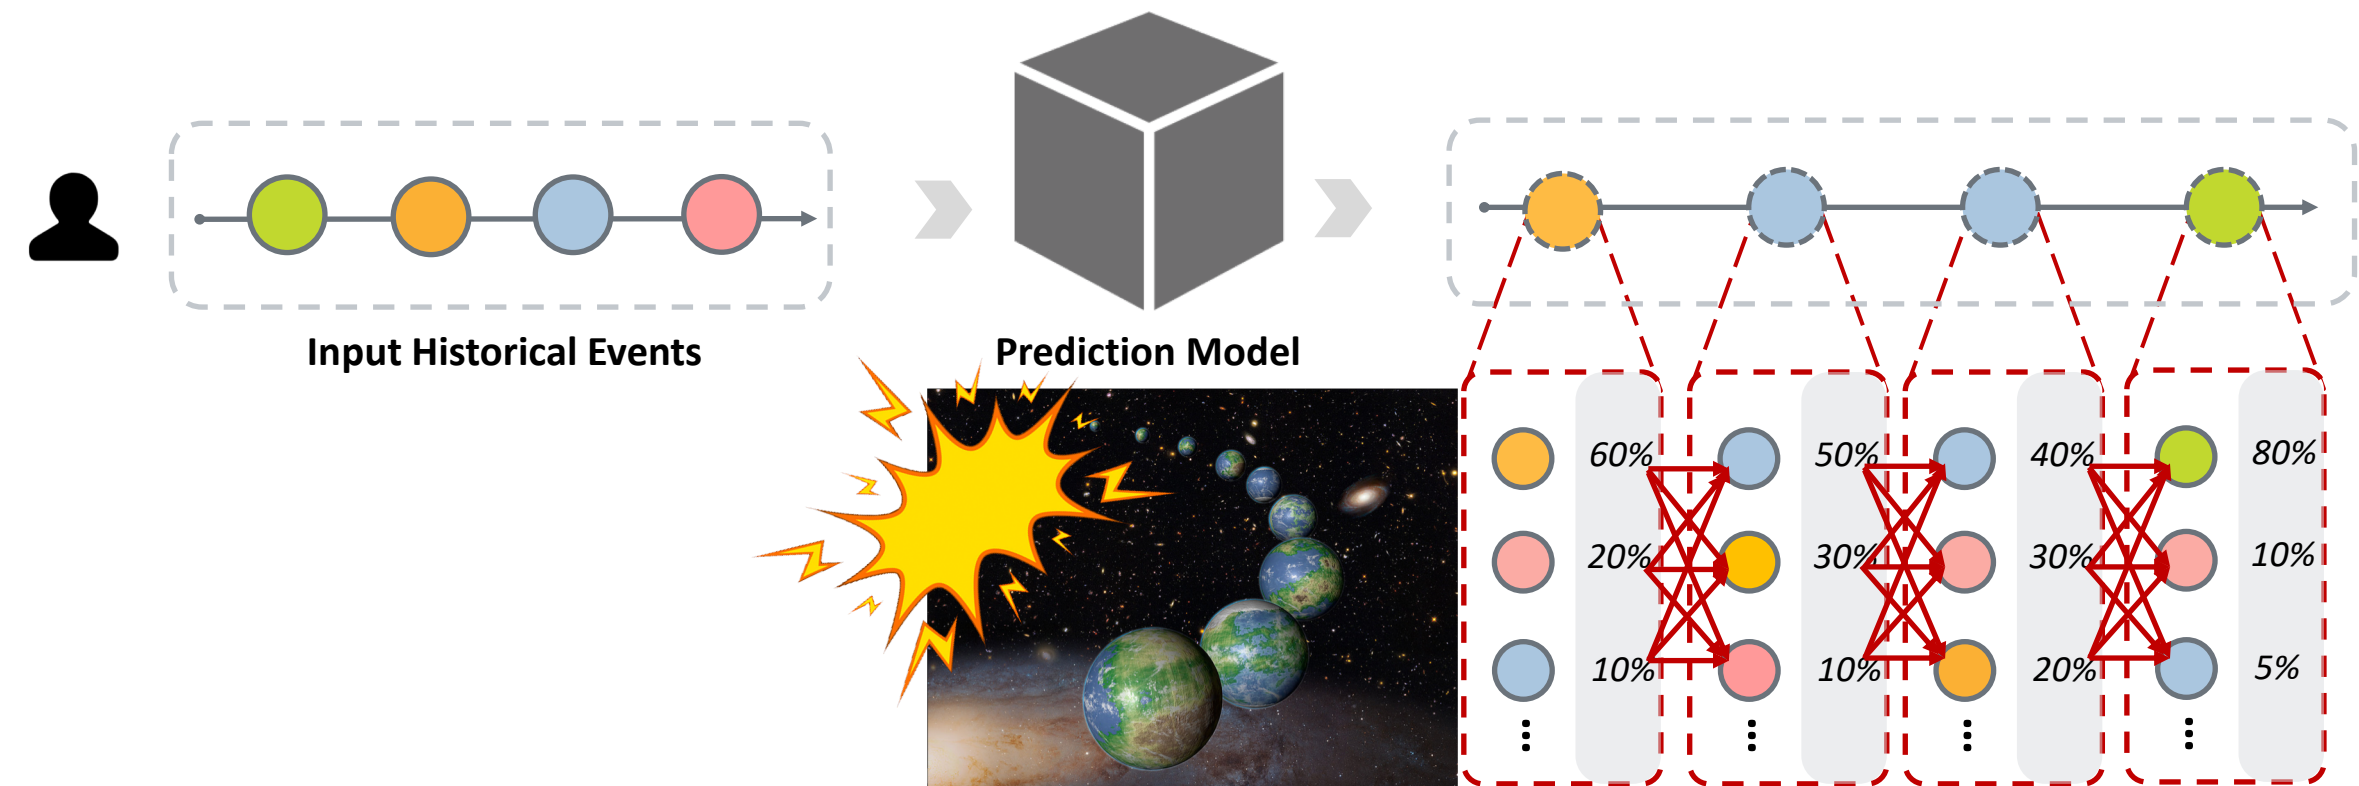 Input Historical Events
Prediction Model
60% 50% 40% 80%
20% 30% 30% 10%
10% 10% 20% 5%